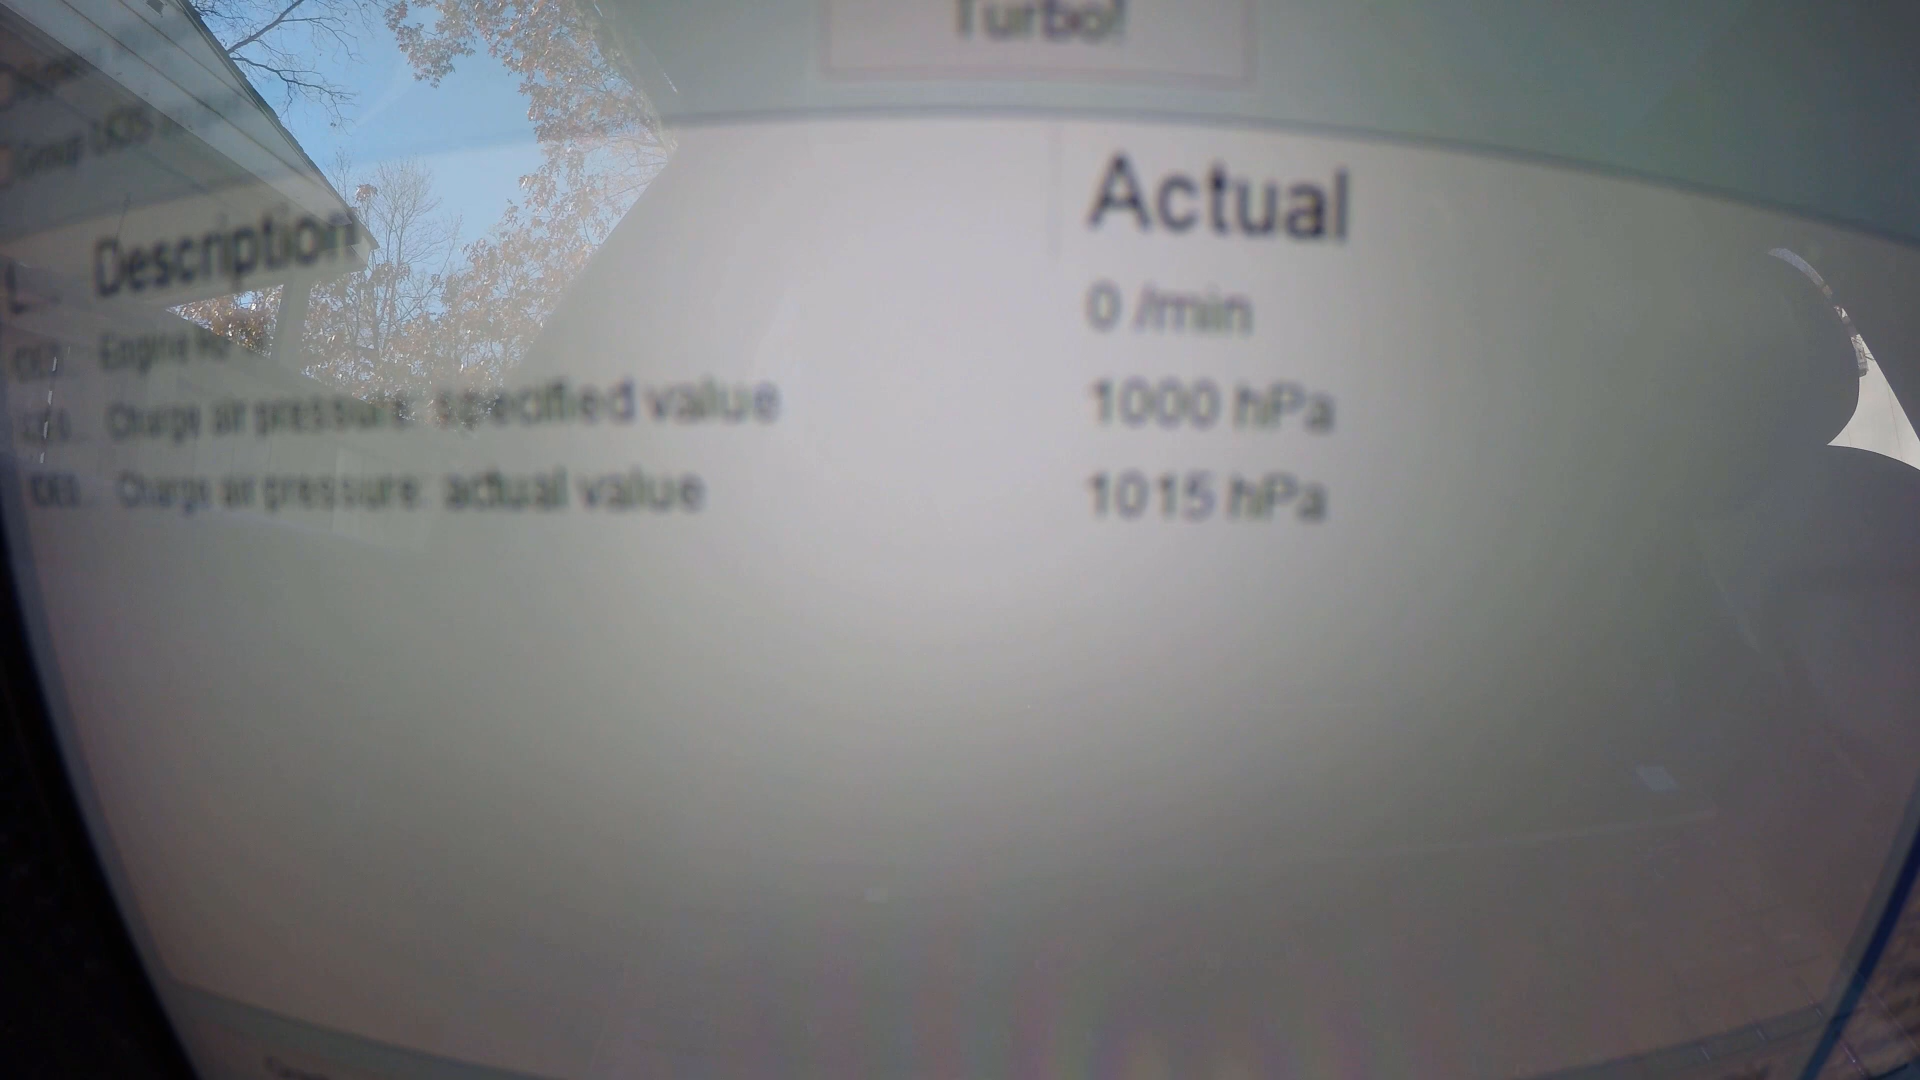 Turbo!
Description Actual
Engine 0 /min
Charge air pressure: specified value 1000 hPa
Charge air pressure: actual value 1015 hPa